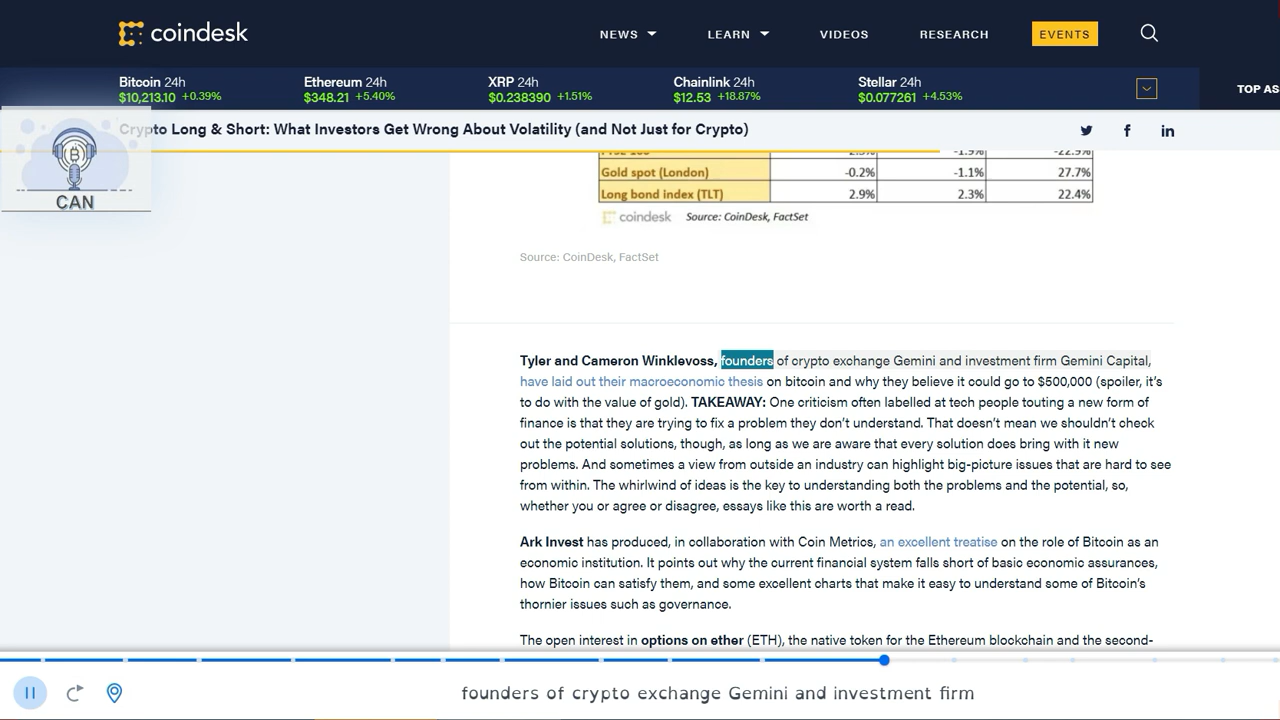 coindesk
NEWS LEARN VIDEOS RESEARCH EVENTS
Bitcoin 24h Ethereum 24h XRP 24h Chainlink 24h Stellar 24h
$10,213.10 +0.39% $348.21 +5.40% $0.238390 +1.51% $12.53 +18.87% $0.077261 +4.53%
TOP AS
Crypto Long & Short: What Investors Get Wrong About Volatility (and Not Just for Crypto)
CAN
Gold spot (London) -0.2% -1.1% 27.7%
Long bond index (TLT) 2.9% 2.3% 22.4%
coindesk Source: CoinDesk, FactSet
Source: CoinDesk, FactSet
Tyler and Cameron Winklevoss, founders of crypto exchange Gemini and investment firm Gemini Capital,
have laid out their macroeconomic thesis on bitcoin and why they believe it could go to $500,000 (spoiler, it's
to do with the value of gold). TAKEAWAY: One criticism often labelled at tech people touting a new form of
finance is that they are trying to fix a problem they don't understand. That doesn't mean we shouldn't check
out the potential solutions, though, as long as we are aware that every solution does bring with it new
problems. And sometimes a view from outside an industry can highlight big-picture issues that are hard to see
from within. The whirlwind of ideas is the key to understanding both the problems and the potential, so,
whether you or agree or disagree, essays like this are worth a read.
Ark Invest has produced, in collaboration with Coin Metrics, an excellent treatise on the role of Bitcoin as an
economic institution. It points out why the current financial system falls short of basic economic assurances,
how Bitcoin can satisfy them, and some excellent charts that make it easy to understand some of Bitcoin's
thornier issues such as governance.
The open interest in options on ether (ETH), the native token for the Ethereum blockchain and the second-
founders of crypto exchange Gemini and investment firm